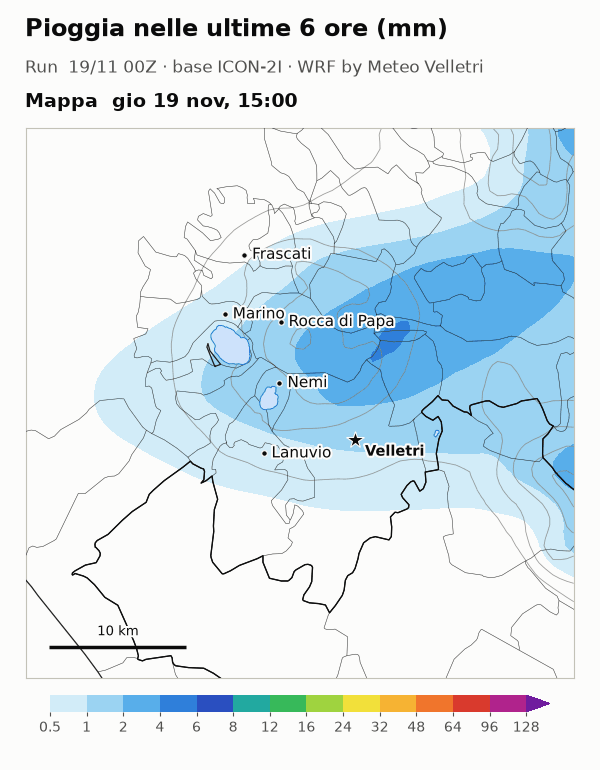 Pioggia nelle ultime 6 ore (mm)
Run 19/11 00Z · base ICON-2I · WRF by Meteo Velletri
Mappa gio 19 nov, 15:00
Frascati
Marino
Rocca di Papa
Nemi
Velletri
Lanuvio
10 km
0.5 1 2 4 6 8 12 16 24 32 48 64 96 128